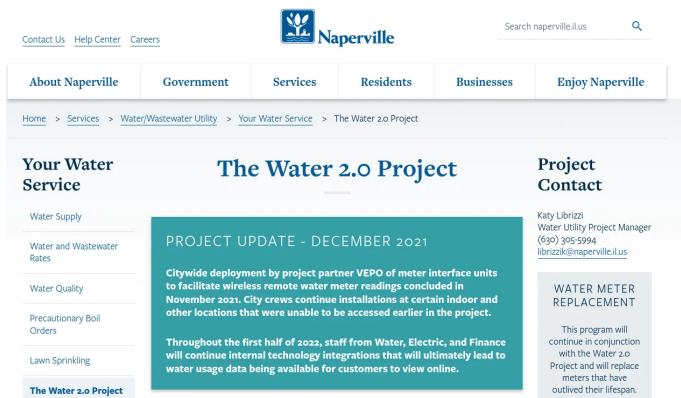 Contact Us Help Center Careers
Naperville
Search naperville.il.us
About Naperville Government Services Residents Businesses Enjoy Naperville
Home > Services > Water/Wastewater Utility > Your Water Service > The Water 2.0 Project
Your Water
Service
Water Supply
Water and Wastewater
Rates
Water Quality
Precautionary Boil
Orders
Lawn Sprinkling
The Water 2.0 Project
The Water 2.0 Project
PROJECT UPDATE - DECEMBER 2021
Citywide deployment by project partner VEPO of meter interface units
to facilitate wireless remote water meter readings concluded in
November 2021. City crews continue installations at certain indoor and
other locations that were unable to be accessed earlier in the project.
Throughout the first half of 2022, staff from Water, Electric, and Finance
will continue internal technology integrations that will ultimately lead to
water usage data being available for customers to view online.
Project
Contact
Katy Librizzi
Water Utility Project Manager
(630) 305-5994
librizzik@naperville.il.us
WATER METER
REPLACEMENT
This program will
continue in conjunction
with the Water 2.0
Project and will replace
meters that have
outlived their lifespan.